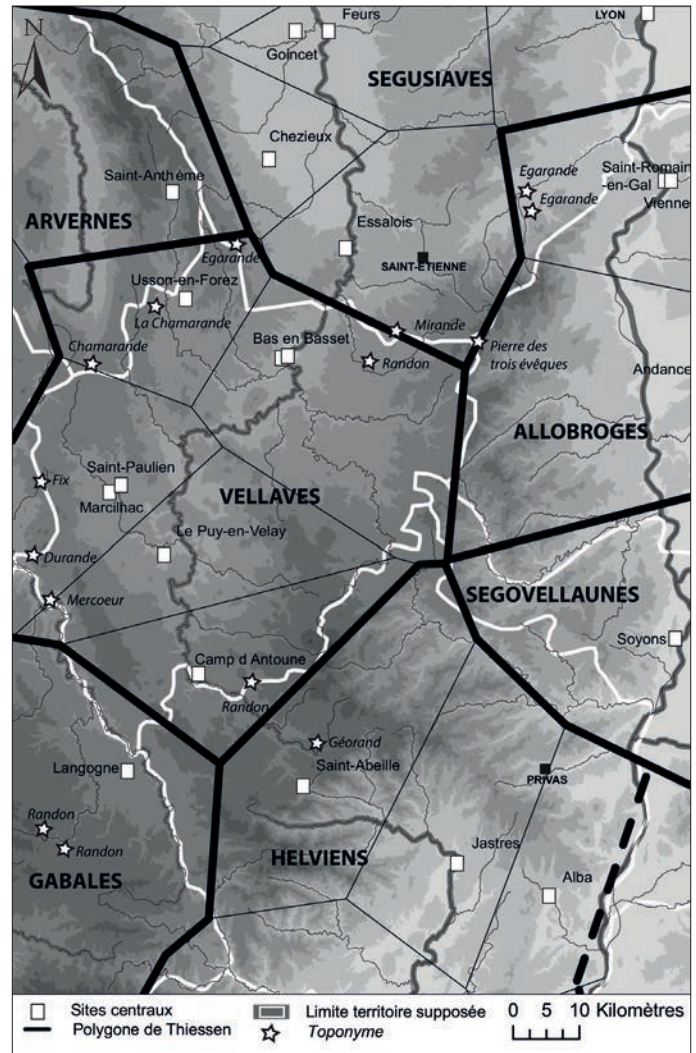 N
Feurs
LYON
Goincet
SEGUSIAVES
Chezieux
Saint-Anthème
Egarande
Saint-Romain
-en-Gal
Egarande
Vienne
ARVERNES
Essalois
Egarande
SAINT-ETIENNE
Usson-en-Forez
La Chamarande
Mirande
Chamarande
Bas en Basset
Pierre des
trois évêques
Randon
Andance
ALLOBROGES
Saint-Paulien
Fix
Marcilhac
VELLAVES
Le Puy-en-Velay
Durande
Mercoeur
SEGOVELLAUNES
Soyons
Camp d Antoune
Randon
Géorand
Langogne
Saint-Abeille
PRIVAS
Randon
Randon
HELVIENS
Jastres
GABALES
Alba
Sites centraux
Limite territoire supposée
0 5 10 Kilomètres
Polygone de Thiessen
Toponyme